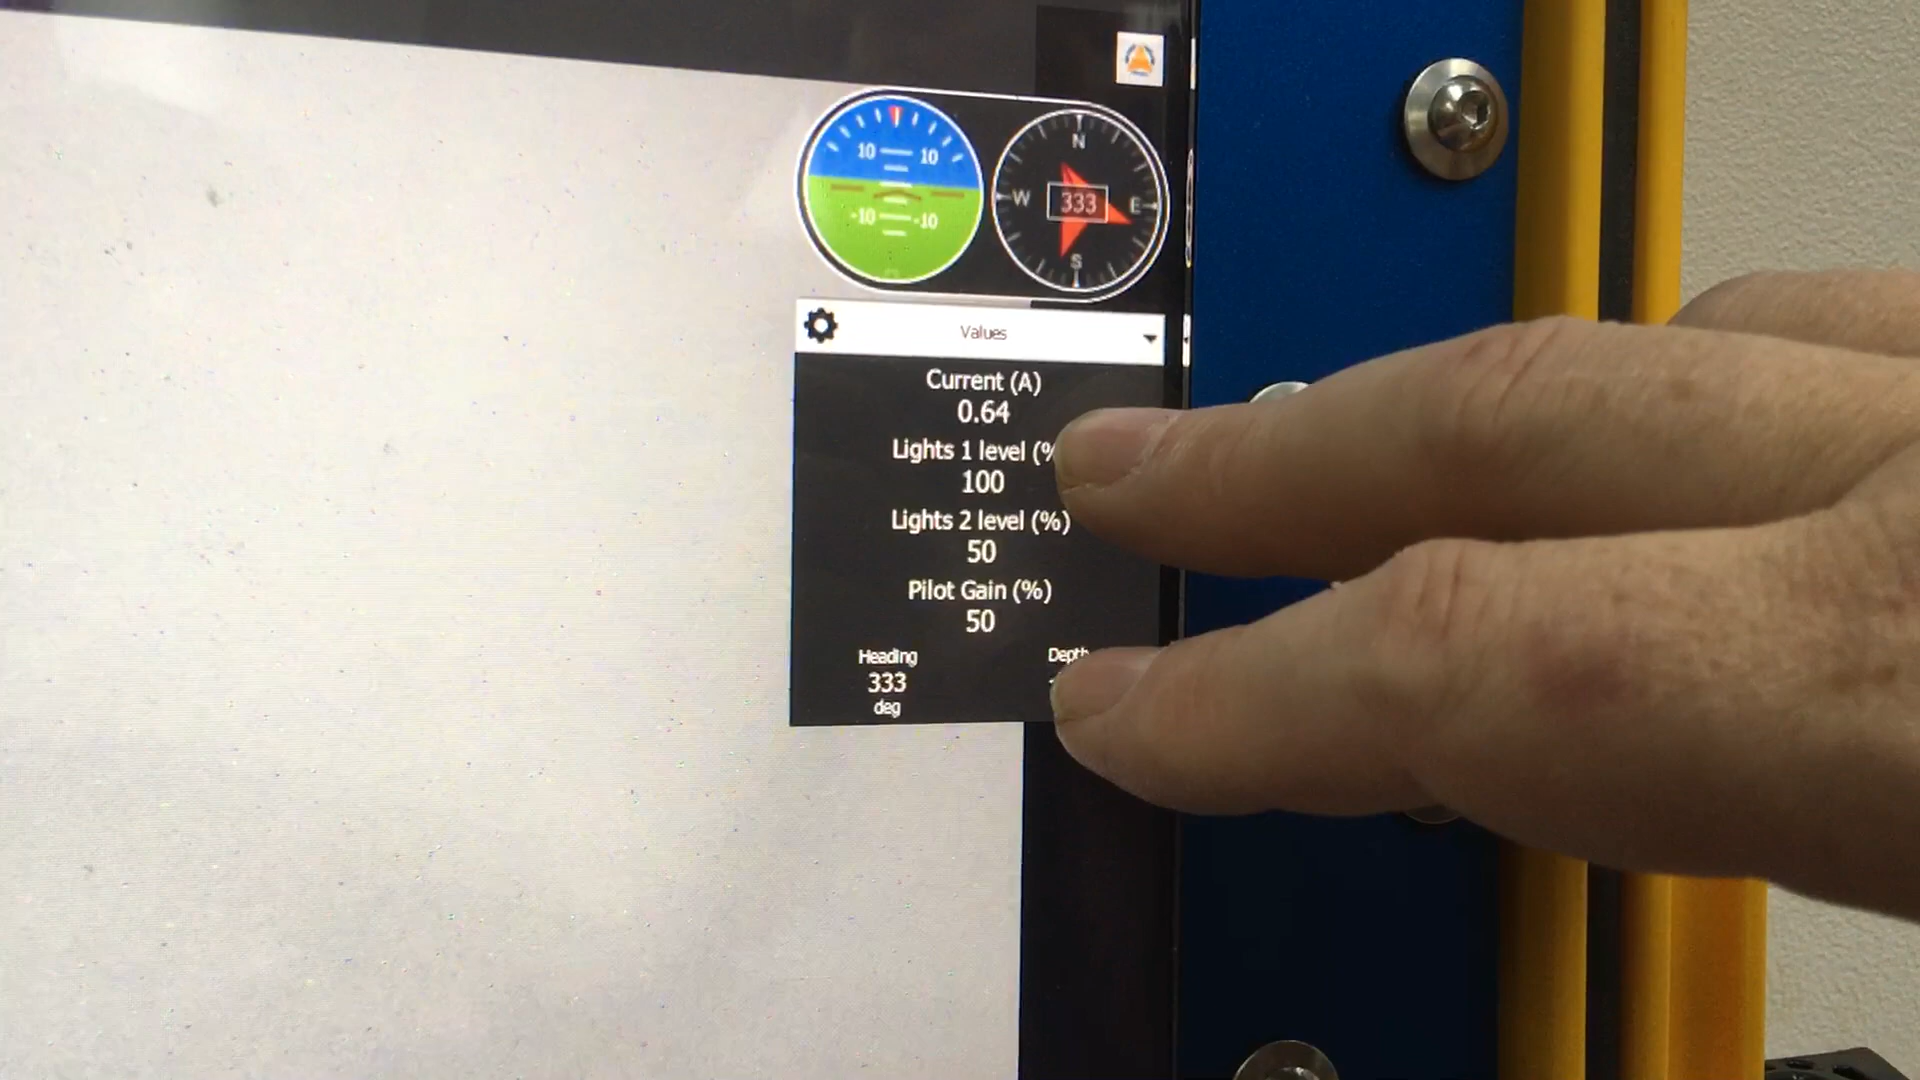 10 10
-10 -10
N
W 333 E
S
Values
Current (A)
0.64
Lights 1 level (%
100
Lights 2 level (%)
50
Pilot Gain (%)
50
Heading Depth
333
deg